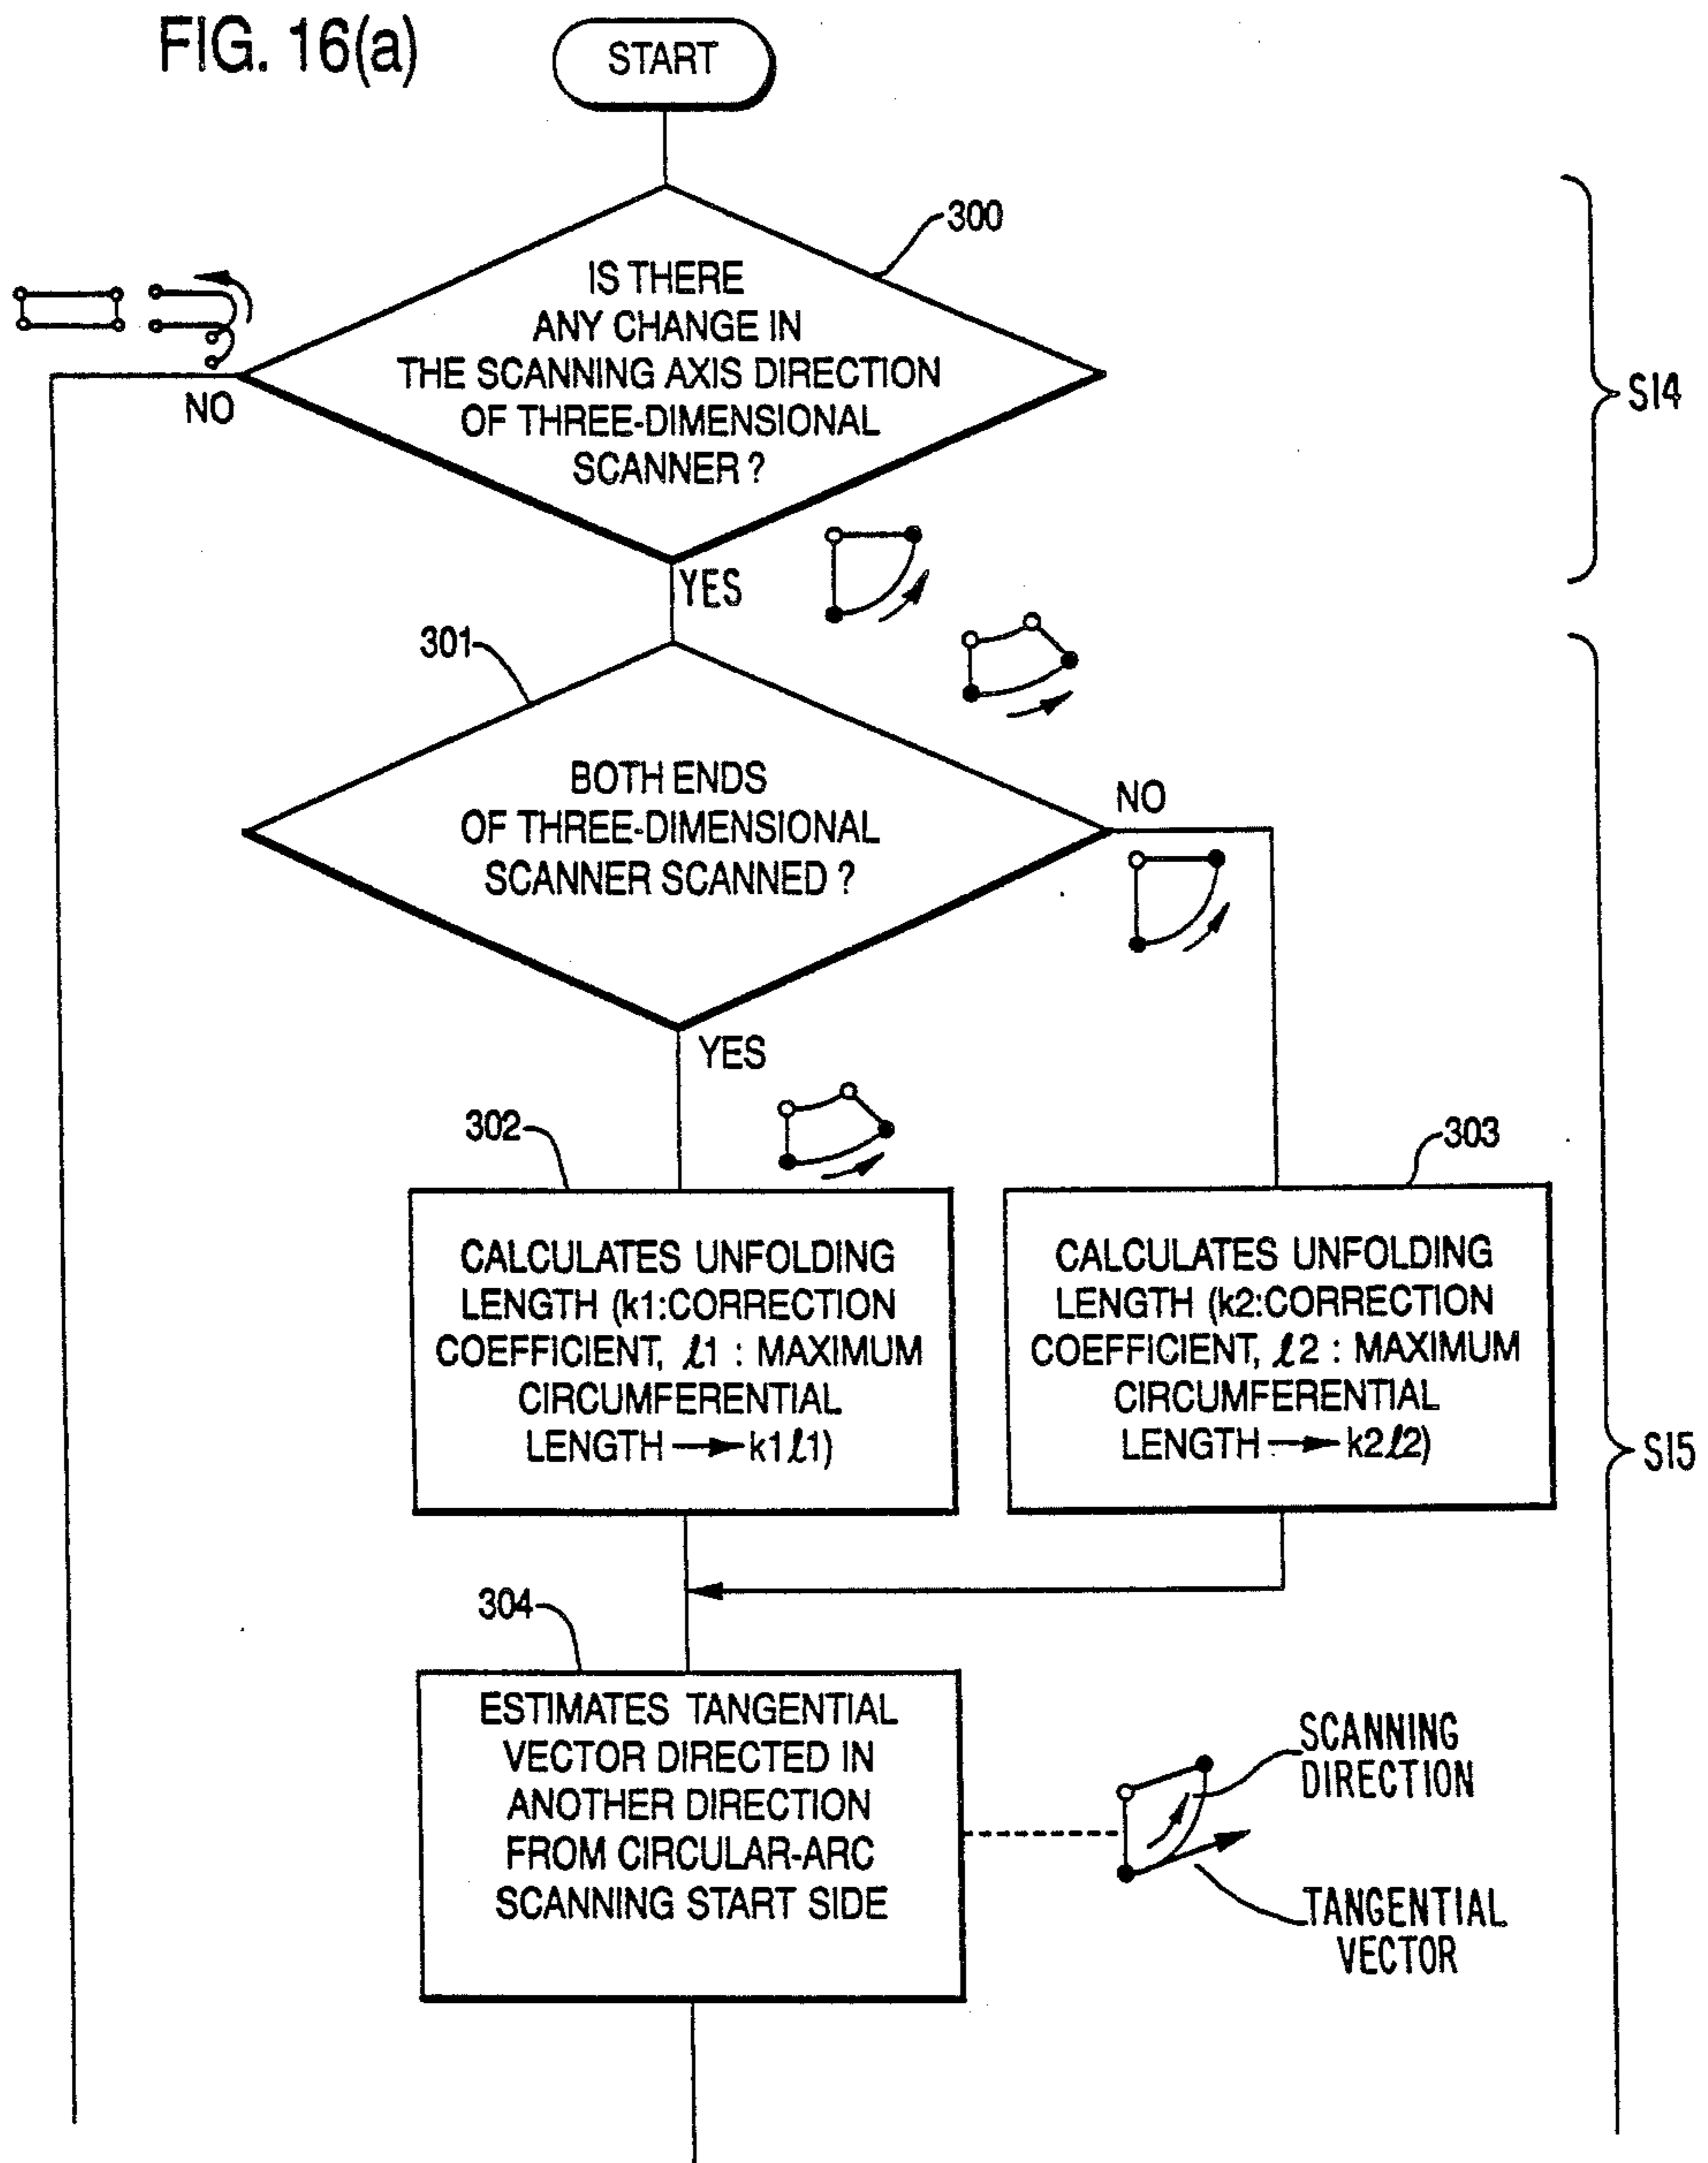 FIG. 16(a)
START
300
IS THERE
ANY CHANGE IN
THE SCANNING AXIS DIRECTION
OF THREE-DIMENSIONAL
SCANNER ?
NO
S14
YES
301
BOTH ENDS
OF THREE-DIMENSIONAL
SCANNER SCANNED ?
NO
YES
302
303
CALCULATES UNFOLDING
LENGTH (k1:CORRECTION
COEFFICIENT, ℓ1 : MAXIMUM
CIRCUMFERENTIAL
LENGTH → k1ℓ1)
CALCULATES UNFOLDING
LENGTH (k2:CORRECTION
COEFFICIENT, ℓ2 : MAXIMUM
CIRCUMFERENTIAL
LENGTH → k2ℓ2)
S15
304
ESTIMATES TANGENTIAL
VECTOR DIRECTED IN
ANOTHER DIRECTION
FROM CIRCULAR-ARC
SCANNING START SIDE
SCANNING
DIRECTION
TANGENTIAL
VECTOR